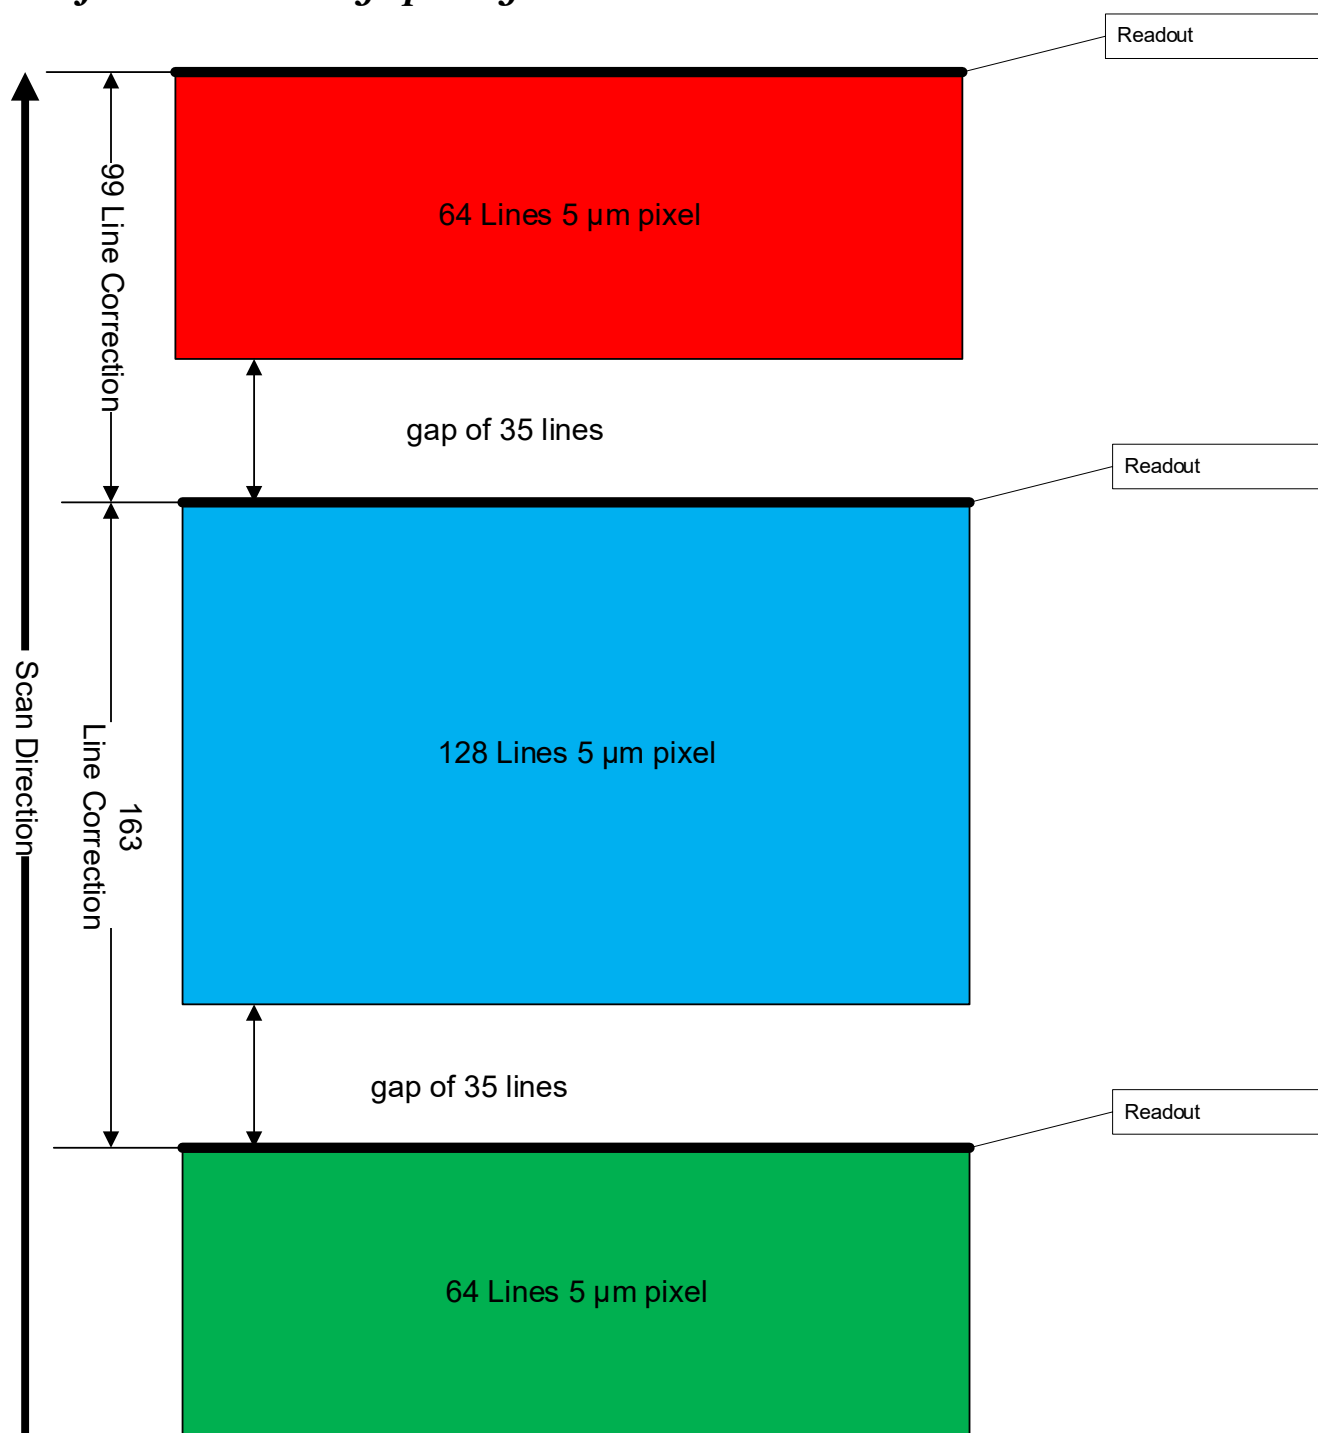 Readout
99 Line Correction
64 Lines 5 µm pixel
gap of 35 lines
Readout
Scan Direction
163
Line Correction
128 Lines 5 µm pixel
gap of 35 lines
Readout
64 Lines 5 µm pixel